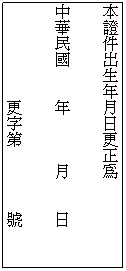 本證件出生年月日更正為
中華民國　年　月　日
更字第　號